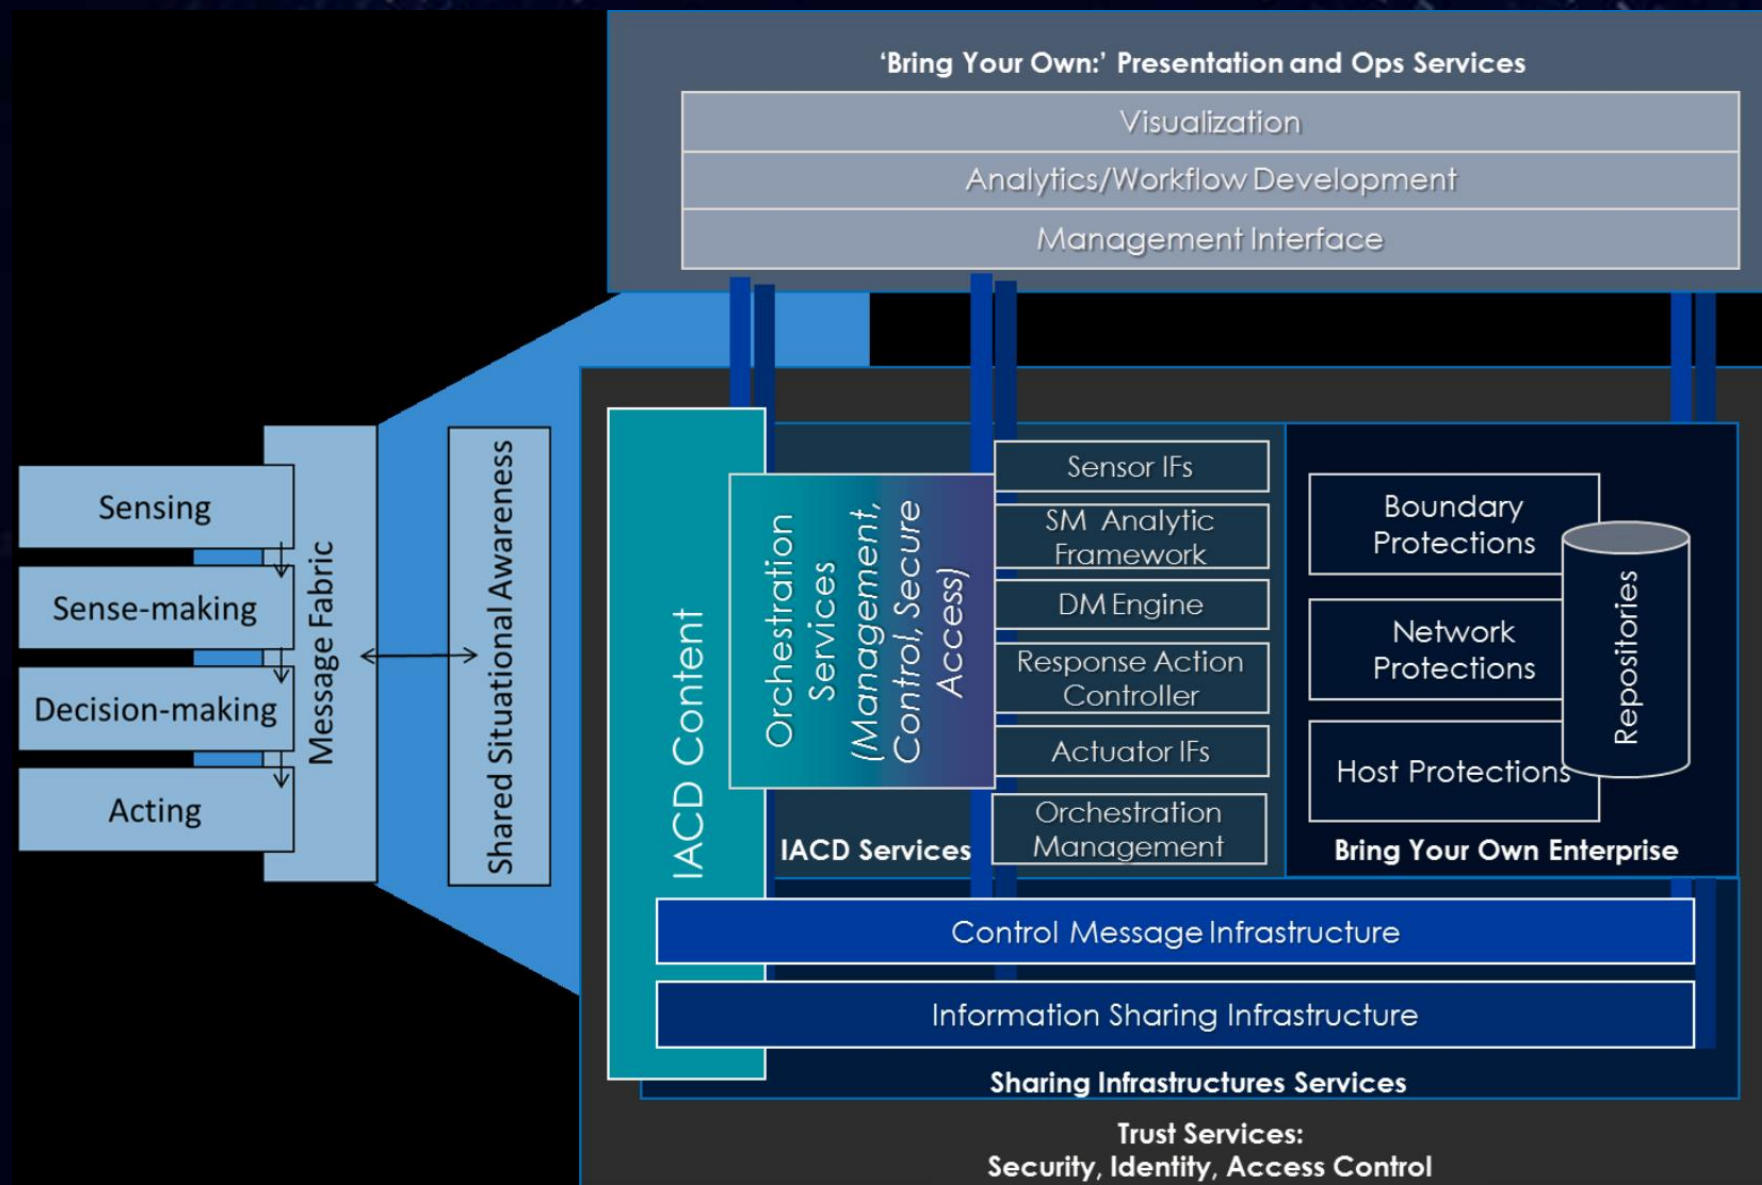 'Bring Your Own:' Presentation and Ops Services
Visualization
Analytics/Workflow Development
Management Interface
Sensing
Sense-making
Decision-making
Acting
Message Fabric
Shared Situational Awareness
IACD Content
Orchestration
Services
(Management,
Control, Secure
Access)
Sensor IFs
SM Analytic
Framework
DM Engine
Response Action
Controller
Actuator IFs
Orchestration
Management
IACD Services
Boundary
Protections
Network
Protections
Host Protections
Repositories
Bring Your Own Enterprise
Control Message Infrastructure
Information Sharing Infrastructure
Sharing Infrastructures Services
Trust Services:
Security, Identity, Access Control